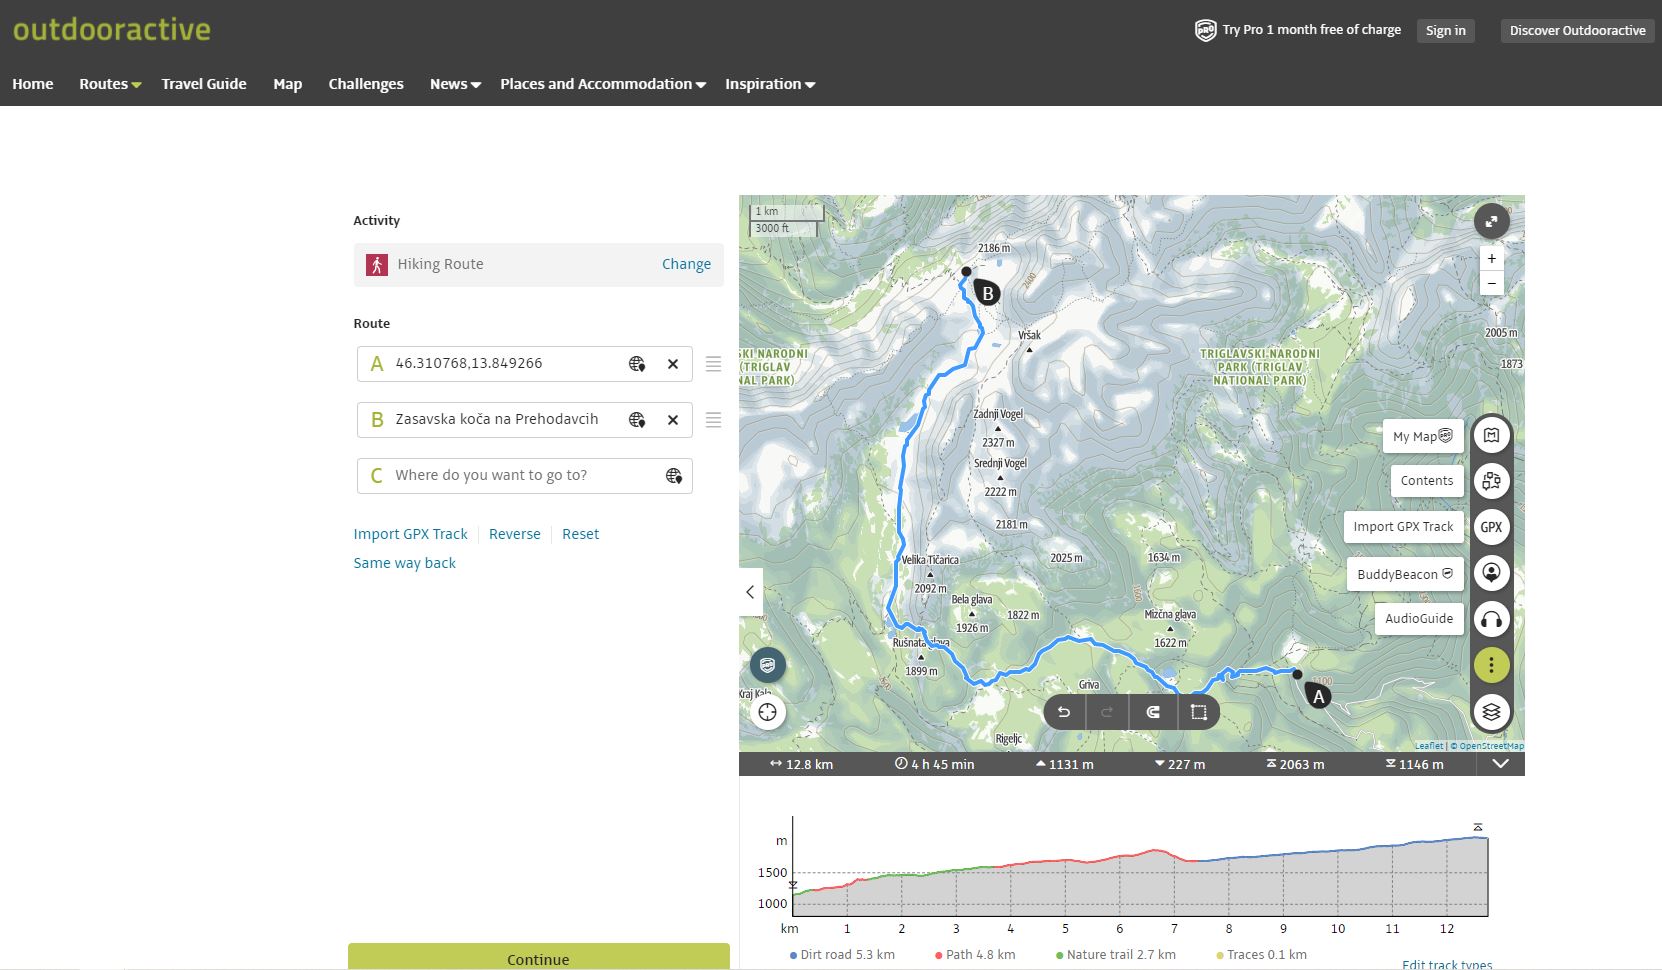 outdooractive
PRO Try Pro 1 month free of charge
Sign in
Discover Outdooractive
Home
Routes
Travel Guide
Map
Challenges
News
Places and Accommodation
Inspiration
Activity
Hiking Route
Change
Route
A 46.310768,13.849266
B Zasavska koča na Prehodavcih
C Where do you want to go to?
Import GPX Track
Reverse
Reset
Same way back
Continue
1 km
3000 ft
2186 m
B
2400
Vršak
2005 m
SKI NARODNI
(TRIGLAV
NAL PARK)
TRIGLAVSKI NARODNI
PARK (TRIGLAV
NATIONAL PARK)
1873
+
−
Zadnji Vogel
2327 m
Srednji Vogel
2222 m
2181 m
My Map
Contents
Import GPX Track
GPX
BuddyBeacon
AudioGuide
Velika Tičarica
2092 m
2025 m
1634 m
1600
Bela glava
1926 m
1822 m
Mizčna glava
1622 m
Rušnata glava
1899 m
Kraj Kala
Griva
1100
A
Rigeljc
Leaflet | © OpenStreetMap
12.8 km
4 h 45 min
1131 m
227 m
2063 m
1146 m
m
1500
1000
km 1 2 3 4 5 6 7 8 9 10 11 12
Dirt road 5.3 km
Path 4.8 km
Nature trail 2.7 km
Traces 0.1 km
Edit track types